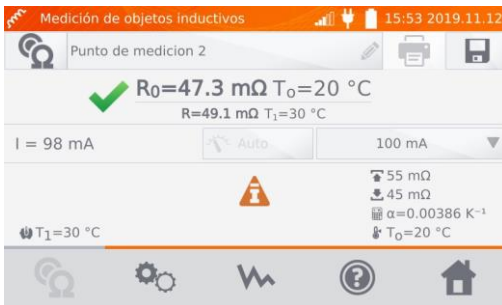 Medición de objetos inductivos 15:53 2019.11.12
Punto de medicion 2
R0=47.3 mΩ To=20 °C
R=49.1 mΩ T1=30 °C
I = 98 mA Auto 100 mA
55 mΩ
45 mΩ
α=0.00386 K⁻¹
T1=30 °C To=20 °C